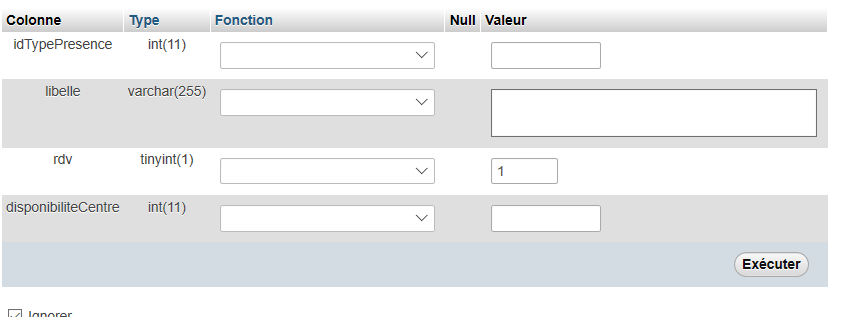 Colonne Type Fonction Null Valeur
idTypePresence int(11)
libelle varchar(255)
rdv tinyint(1) 1
disponibiliteCentre int(11)
Exécuter
Ignorer